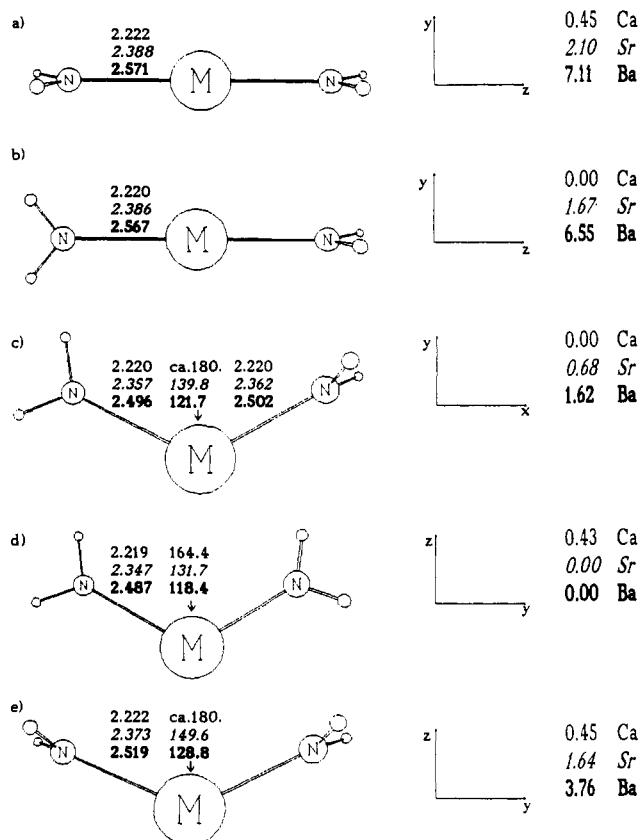 a)
2.222
2.388
2.571
N M N
y
z
0.45 Ca
2.10 Sr
7.11 Ba
b)
2.220
2.386
2.567
N M N
y
z
0.00 Ca
1.67 Sr
6.55 Ba
c)
2.220 ca.180. 2.220
2.357 139.8 2.362
2.496 121.7 2.502
N N
M
y
x
0.00 Ca
0.68 Sr
1.62 Ba
d)
2.219 164.4
2.347 131.7
2.487 118.4
N N
M
z
y
0.43 Ca
0.00 Sr
0.00 Ba
e)
2.222 ca.180.
2.373 149.6
2.519 128.8
N N
M
z
y
0.45 Ca
1.64 Sr
3.76 Ba